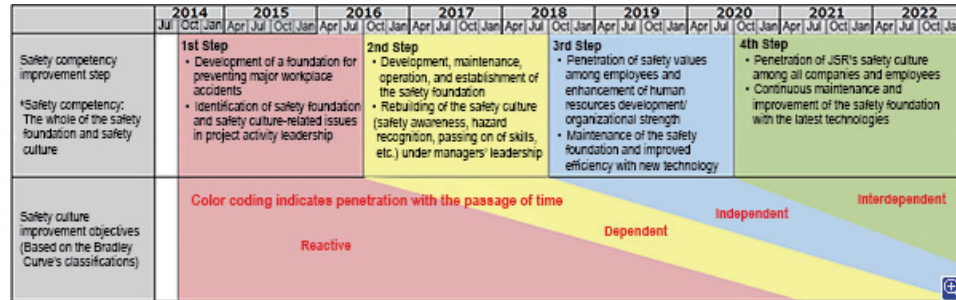 2014 2015 2016 2017 2018 2019 2020 2021 2022
Jul Oct Jan Apr Jul Oct Jan Apr Jul Oct Jan Apr Jul Oct Jan Apr Jul Oct Jan Apr Jul Oct Jan Apr Jul Oct Jan Apr Jul Oct Jan Apr Jul Oct
Safety competency
improvement step
*Safety competency:
The whole of the safety
foundation and safety
culture
1st Step
• Development of a foundation for
preventing major workplace
accidents
• Identification of safety foundation
and safety culture-related issues
in project activity leadership
2nd Step
• Development, maintenance,
operation, and establishment of
the safety foundation
• Rebuilding of the safety culture
(safety awareness, hazard
recognition, passing on of skills,
etc.) under managers' leadership
3rd Step
• Penetration of safety values
among employees and
enhancement of human
resources development/
organizational strength
• Maintenance of the safety
foundation and improved
efficiency with new technology
4th Step
• Penetration of JSR's safety culture
among all companies and employees
• Continuous maintenance and
improvement of the safety foundation
with the latest technologies
Safety culture
improvement objectives
(Based on the Bradley
Curve's classifications)
Color coding indicates penetration with the passage of time
Reactive
Dependent
Independent
Interdependent